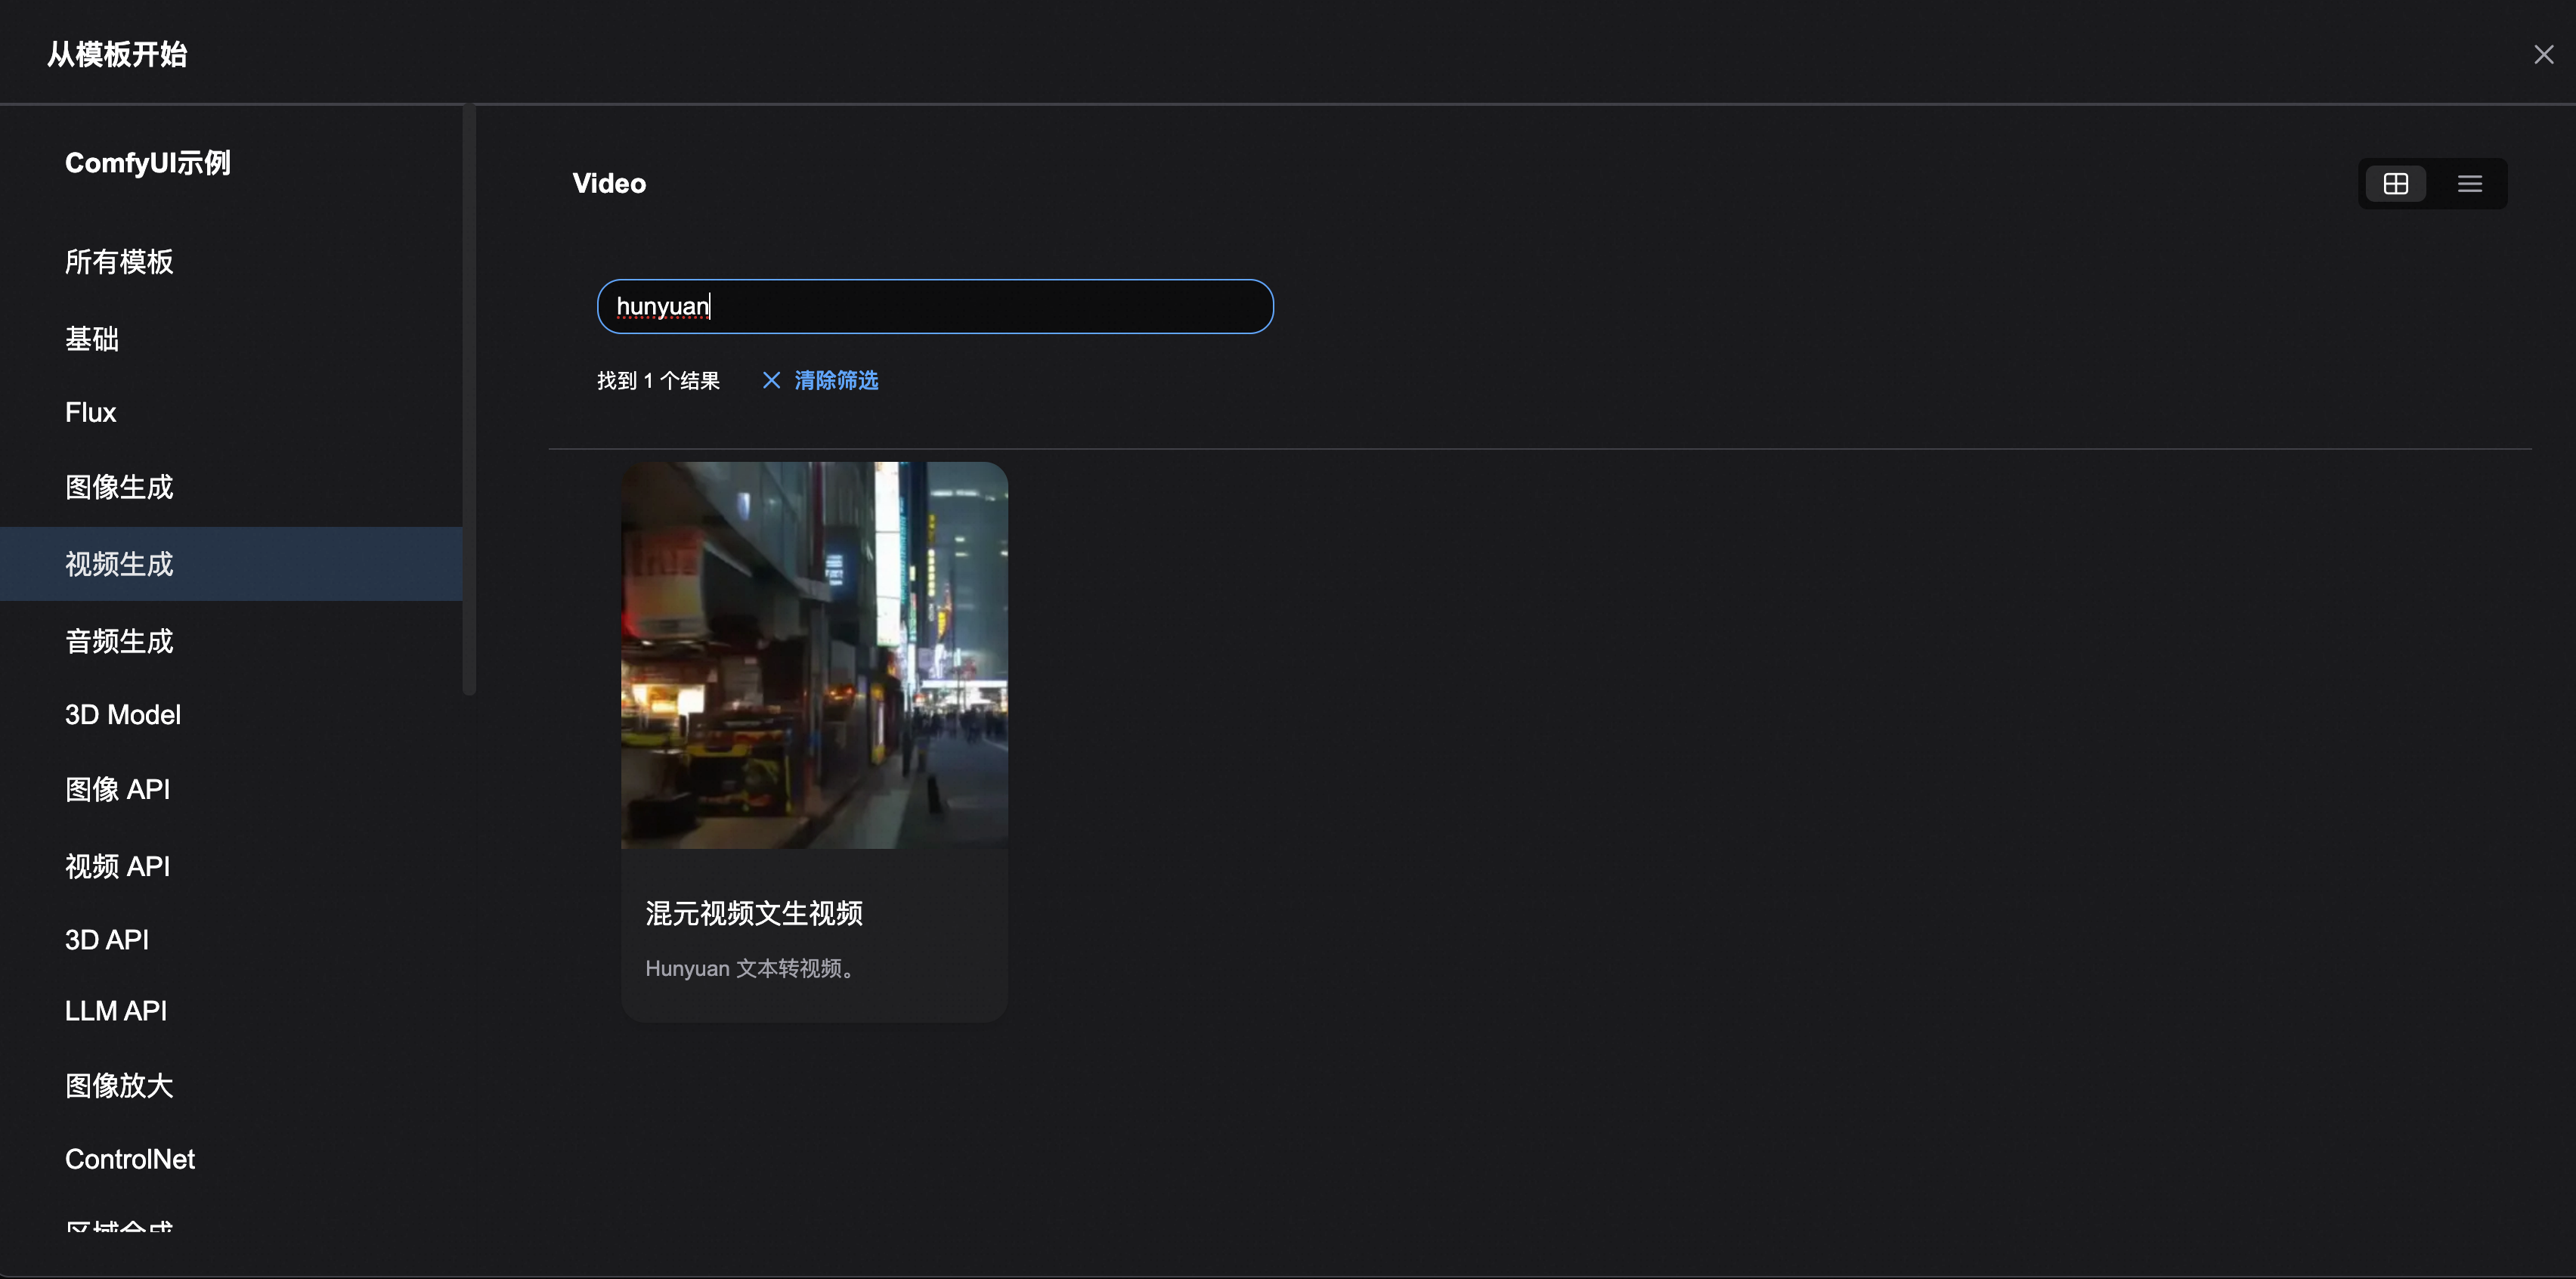 从模板开始
ComfyUI示例
所有模板
基础
Flux
图像生成
视频生成
音频生成
3D Model
图像 API
视频 API
3D API
LLM API
图像放大
ControlNet
区域合成
Video
hunyuan
找到 1 个结果
清除筛选
混元视频文生视频
Hunyuan 文本转视频。